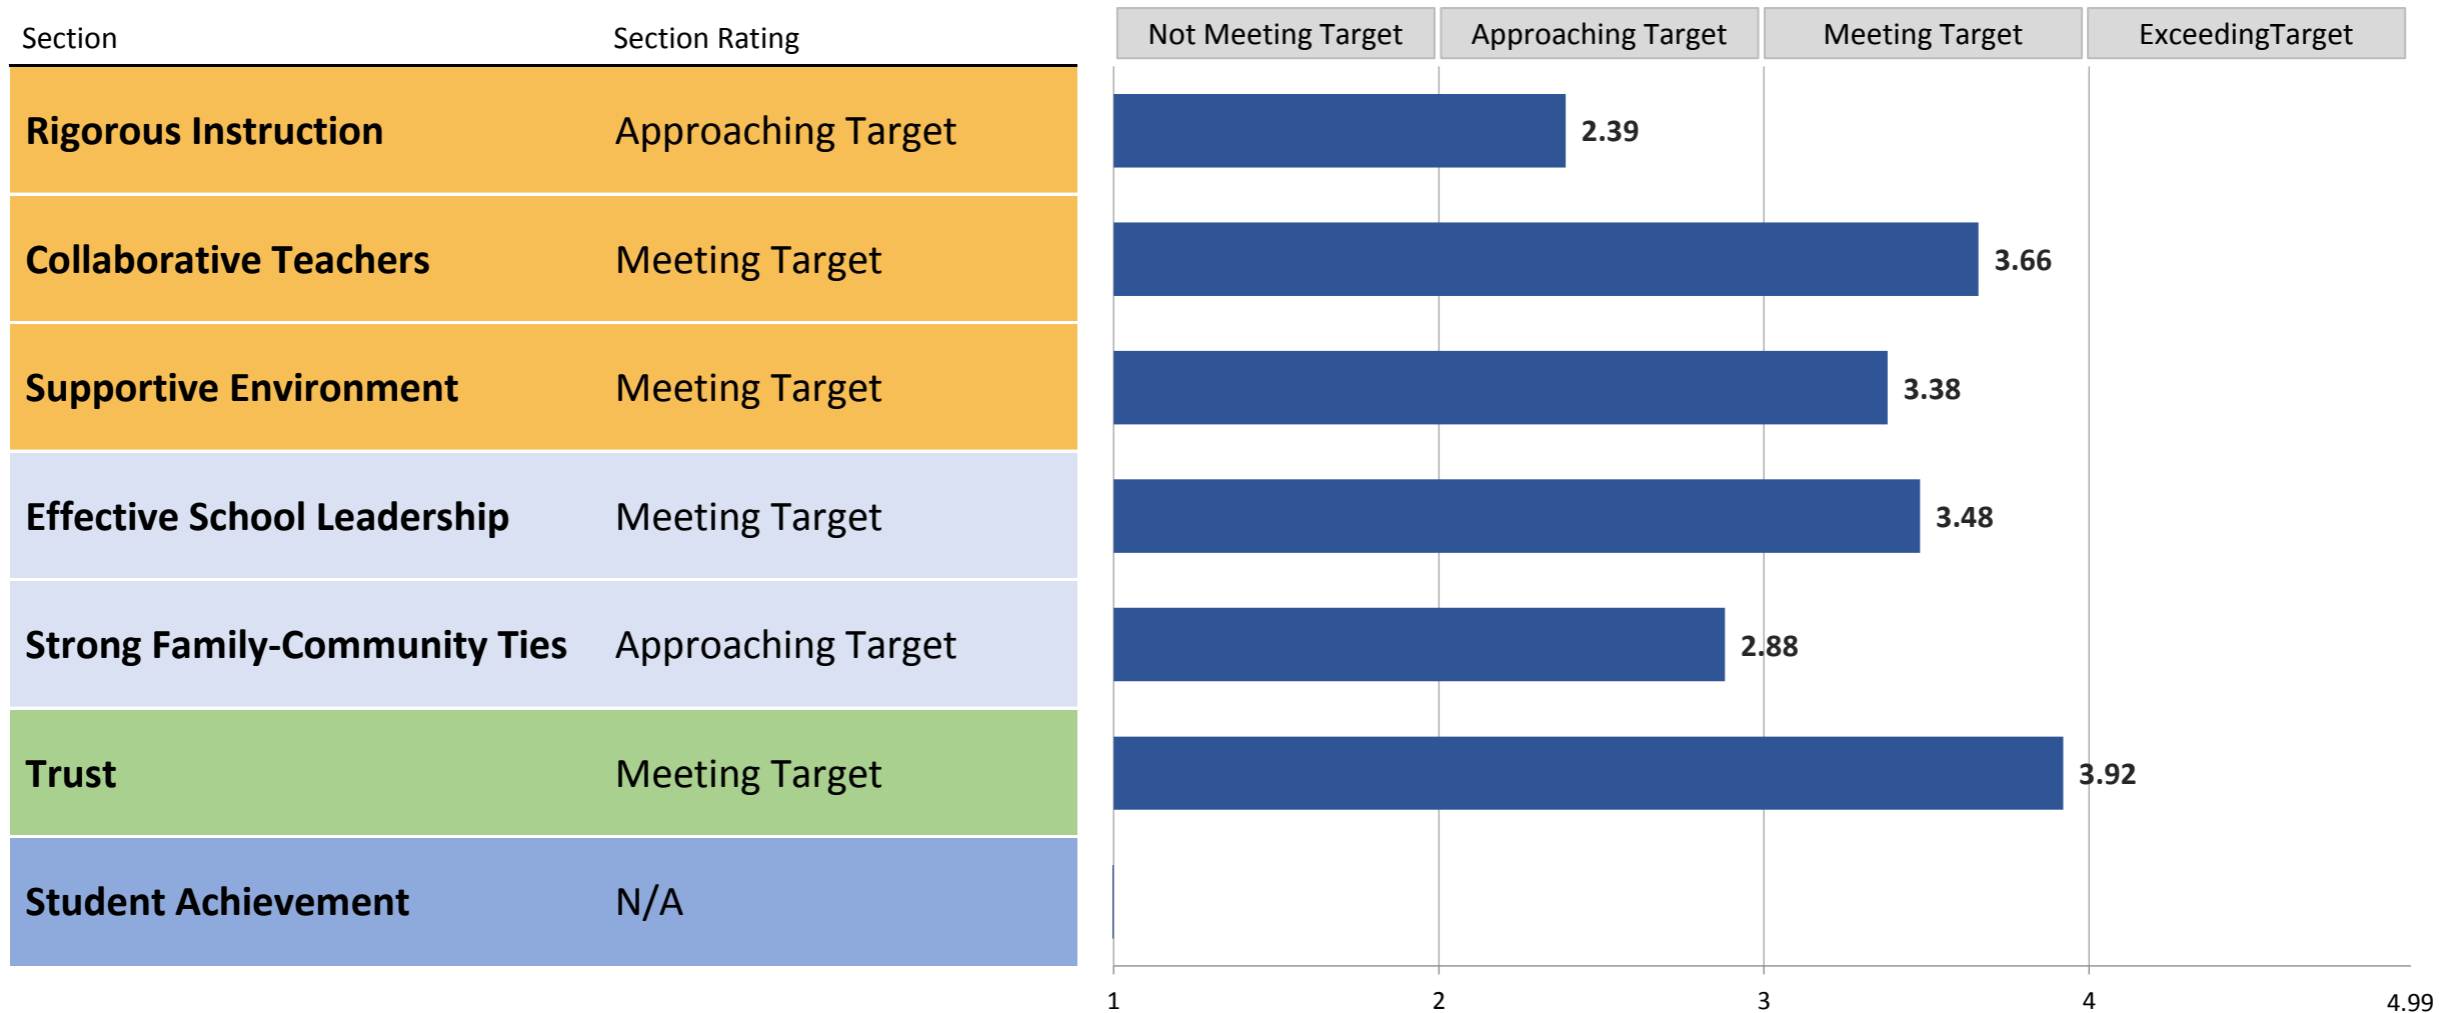 Section Section Rating Not Meeting Target Approaching Target Meeting Target ExceedingTarget
Rigorous Instruction Approaching Target 2.39
Collaborative Teachers Meeting Target 3.66
Supportive Environment Meeting Target 3.38
Effective School Leadership Meeting Target 3.48
Strong Family-Community Ties Approaching Target 2.88
Trust Meeting Target 3.92
Student Achievement N/A
1 2 3 4 4.99